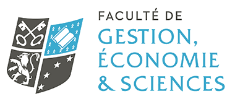 FACULTÉ DE
GESTION,
ÉCONOMIE
& SCIENCES